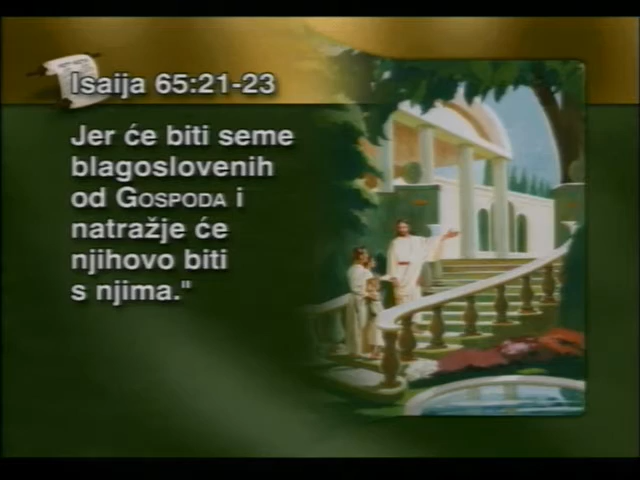 Isaija 65:21-23
Jer će biti seme
blagoslovenih
od GOSPODA i
natražje će
njihovo biti
s njima."